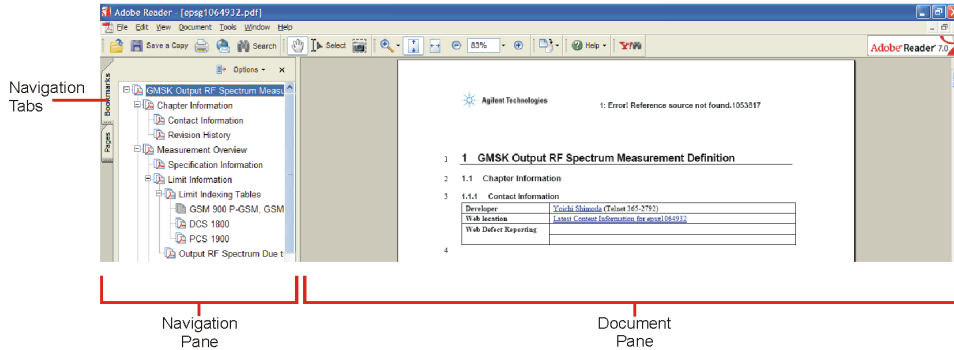 Adobe Reader - [epsg1064932.pdf]
File Edit View Document Tools Window Help
Save a Copy Search Select 83% Help Y!
Adobe Reader 7.0
Options x
Navigation
Tabs
Bookmarks
Pages
GMSK Output RF Spectrum Measu
Chapter Information
Contact Information
Revision History
Measurement Overview
Specification Information
Limit Information
Limit Indexing Tables
GSM 900 P-GSM, GSM
DCS 1800
PCS 1900
Output RF Spectrum Due t
Agilent Technologies
1: Error! Reference source not found.1053817
1 1 GMSK Output RF Spectrum Measurement Definition
2 1.1 Chapter Information
3 1.1.1 Contact Information
Developer Yoichi Shimoda (Telnet 365-2792)
Web location Latest Content Information for epsg1064932
Web Defect Reporting
4
Navigation
Pane
Document
Pane